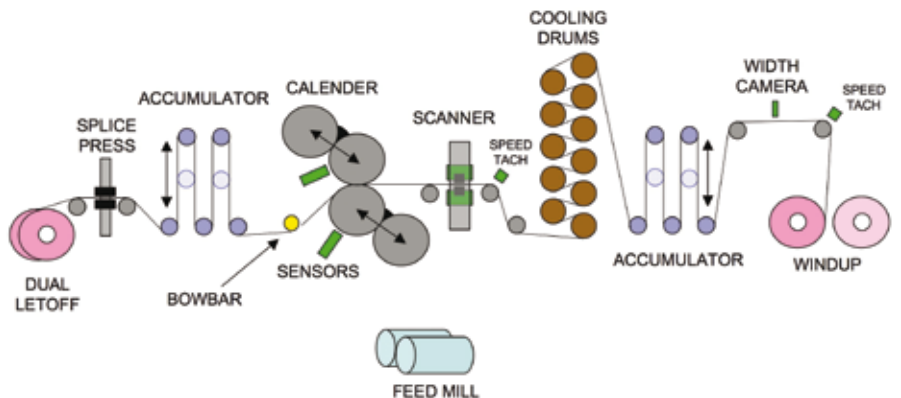 COOLING
DRUMS
WIDTH
CAMERA
SPEED
TACH
CALENDER
ACCUMULATOR
SCANNER
SPLICE
PRESS
SPEED
TACH
SENSORS
ACCUMULATOR
WINDUP
DUAL
LETOFF
BOWBAR
FEED MILL